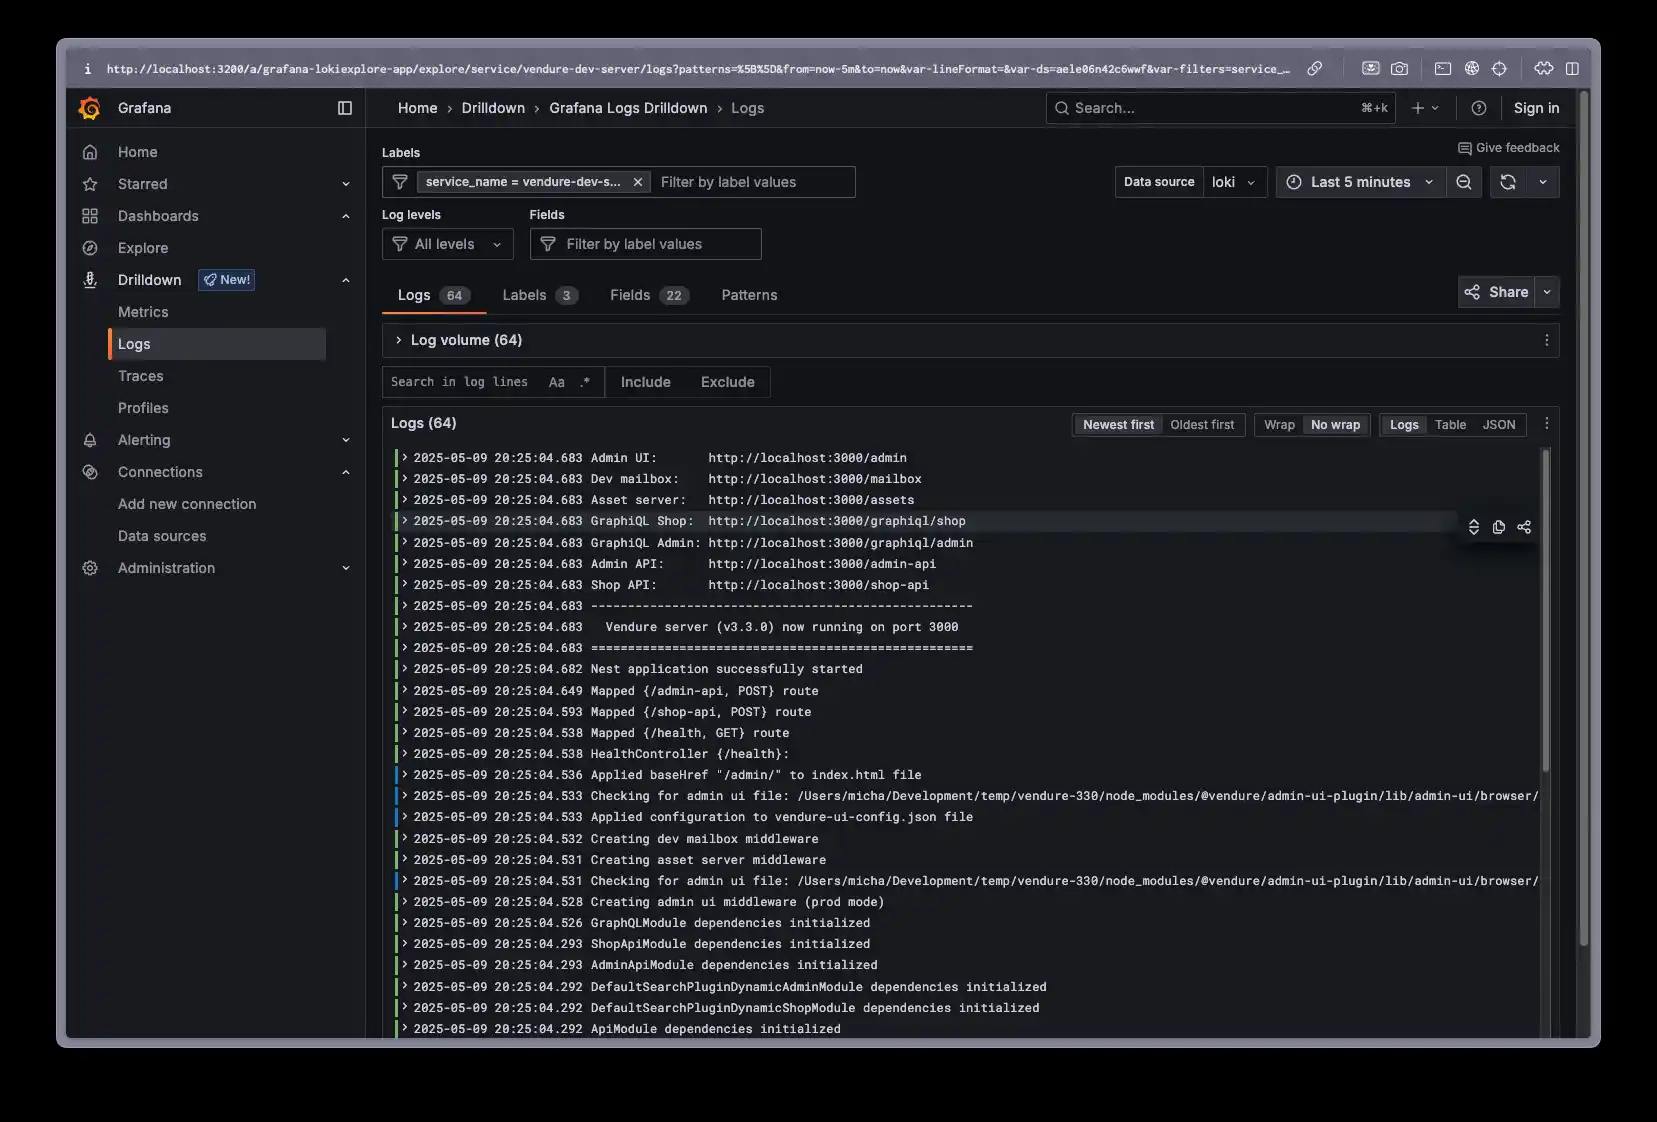 i http://localhost:3200/a/grafana-lokiexplore-app/explore/service/vendure-dev-server/logs?patterns=%5B%5D&from=now-5m&to=now&var-lineFormat=&var-ds=aele06n42c6wwf&var-filters=service_…
Grafana
Home › Drilldown › Grafana Logs Drilldown › Logs
Search... ⌘+k
Sign in
Home
Starred
Dashboards
Explore
Drilldown New!
Metrics
Logs
Traces
Profiles
Alerting
Connections
Add new connection
Data sources
Administration
Give feedback
Labels
service_name = vendure-dev-s... × Filter by label values
Data source loki
Last 5 minutes
Log levels Fields
All levels Filter by label values
Logs 64 Labels 3 Fields 22 Patterns
Share
Log volume (64)
Search in log lines Aa .* Include Exclude
Logs (64)
Newest first Oldest first Wrap No wrap Logs Table JSON
2025-05-09 20:25:04.683 Admin UI: http://localhost:3000/admin
2025-05-09 20:25:04.683 Dev mailbox: http://localhost:3000/mailbox
2025-05-09 20:25:04.683 Asset server: http://localhost:3000/assets
2025-05-09 20:25:04.683 GraphiQL Shop: http://localhost:3000/graphiql/shop
2025-05-09 20:25:04.683 GraphiQL Admin: http://localhost:3000/graphiql/admin
2025-05-09 20:25:04.683 Admin API: http://localhost:3000/admin-api
2025-05-09 20:25:04.683 Shop API: http://localhost:3000/shop-api
2025-05-09 20:25:04.683 ----------------------------------------------------
2025-05-09 20:25:04.683 Vendure server (v3.3.0) now running on port 3000
2025-05-09 20:25:04.683 ====================================================
2025-05-09 20:25:04.682 Nest application successfully started
2025-05-09 20:25:04.649 Mapped {/admin-api, POST} route
2025-05-09 20:25:04.593 Mapped {/shop-api, POST} route
2025-05-09 20:25:04.538 Mapped {/health, GET} route
2025-05-09 20:25:04.538 HealthController {/health}:
2025-05-09 20:25:04.536 Applied baseHref "/admin/" to index.html file
2025-05-09 20:25:04.533 Checking for admin ui file: /Users/micha/Development/temp/vendure-330/node_modules/@vendure/admin-ui-plugin/lib/admin-ui/browser/
2025-05-09 20:25:04.533 Applied configuration to vendure-ui-config.json file
2025-05-09 20:25:04.532 Creating dev mailbox middleware
2025-05-09 20:25:04.531 Creating asset server middleware
2025-05-09 20:25:04.531 Checking for admin ui file: /Users/micha/Development/temp/vendure-330/node_modules/@vendure/admin-ui-plugin/lib/admin-ui/browser/
2025-05-09 20:25:04.528 Creating admin ui middleware (prod mode)
2025-05-09 20:25:04.526 GraphQLModule dependencies initialized
2025-05-09 20:25:04.293 ShopApiModule dependencies initialized
2025-05-09 20:25:04.293 AdminApiModule dependencies initialized
2025-05-09 20:25:04.292 DefaultSearchPluginDynamicAdminModule dependencies initialized
2025-05-09 20:25:04.292 DefaultSearchPluginDynamicShopModule dependencies initialized
2025-05-09 20:25:04.292 ApiModule dependencies initialized